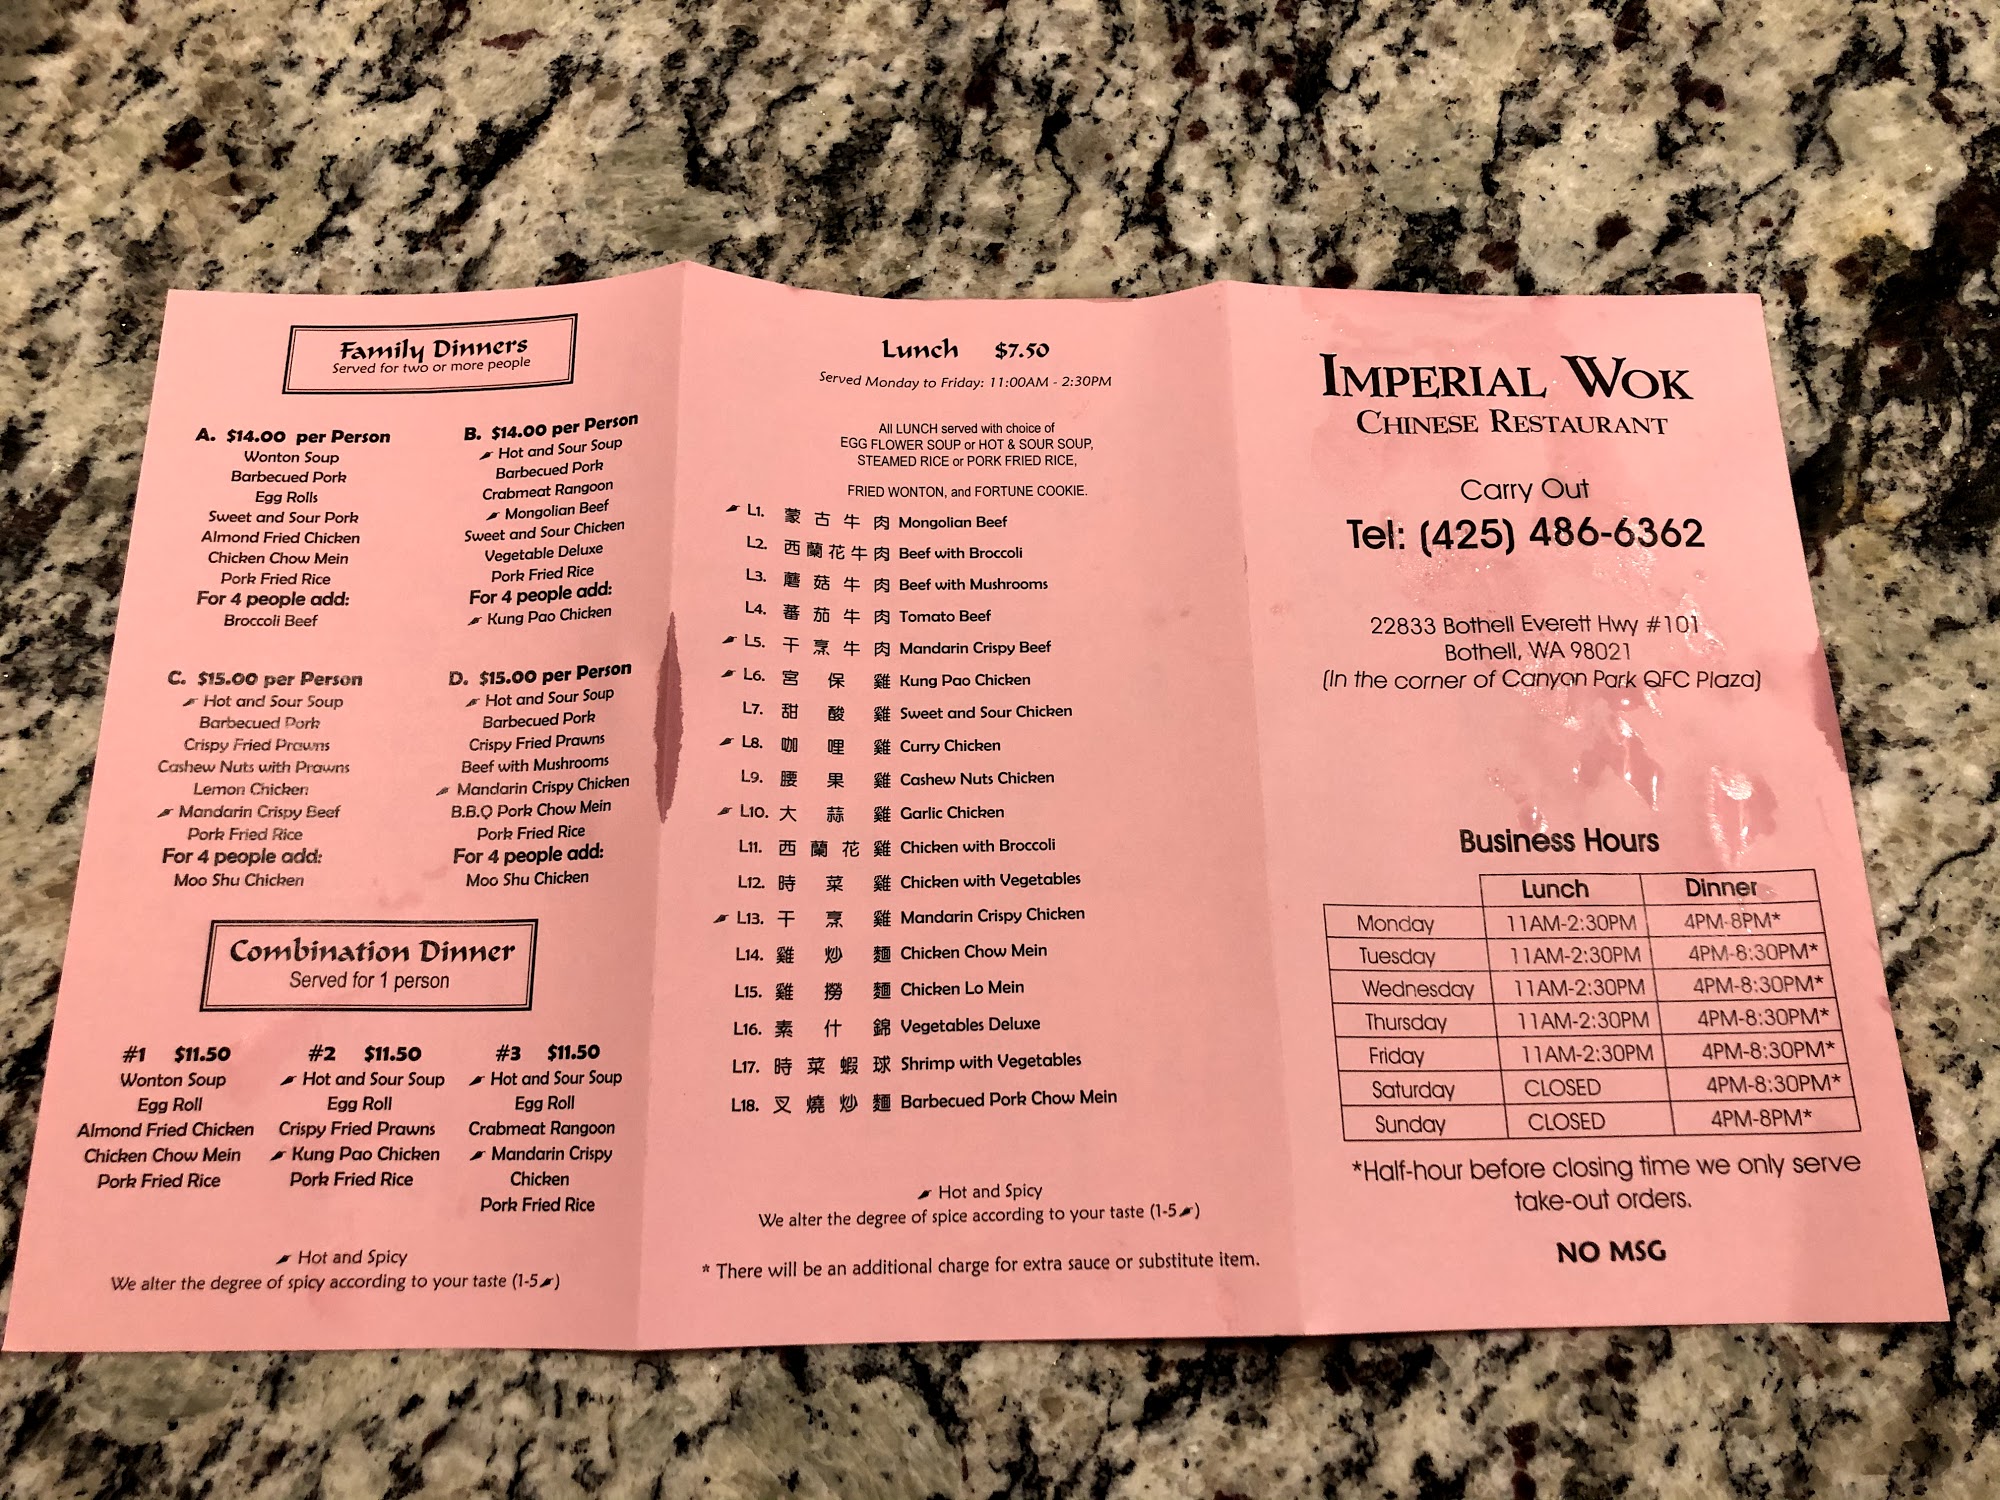 Family Dinners
Served for two or more people
A. $14.00 per Person
Wonton Soup
Barbecued Pork
Egg Rolls
Sweet and Sour Pork
Almond Fried Chicken
Chicken Chow Mein
Pork Fried Rice
For 4 people add:
Broccoli Beef
B. $14.00 per Person
Hot and Sour Soup
Barbecued Pork
Crabmeat Rangoon
Mongolian Beef
Sweet and Sour Chicken
Vegetable Deluxe
Pork Fried Rice
For 4 people add:
Kung Pao Chicken
C. $15.00 per Person
Hot and Sour Soup
Barbecued Pork
Crispy Fried Prawns
Cashew Nuts with Prawns
Lemon Chicken
Mandarin Crispy Beef
Pork Fried Rice
For 4 people add:
Moo Shu Chicken
D. $15.00 per Person
Hot and Sour Soup
Barbecued Pork
Crispy Fried Prawns
Beef with Mushrooms
Mandarin Crispy Chicken
B.B.Q Pork Chow Mein
Pork Fried Rice
For 4 people add:
Moo Shu Chicken
Combination Dinner
Served for 1 person
#1 $11.50
Wonton Soup
Egg Roll
Almond Fried Chicken
Chicken Chow Mein
Pork Fried Rice
#2 $11.50
Hot and Sour Soup
Egg Roll
Crispy Fried Prawns
Kung Pao Chicken
Pork Fried Rice
#3 $11.50
Hot and Sour Soup
Egg Roll
Crabmeat Rangoon
Mandarin Crispy
Chicken
Pork Fried Rice
Hot and Spicy
We alter the degree of spicy according to your taste (1-5)
Lunch $7.50
Served Monday to Friday: 11:00AM - 2:30PM
All LUNCH served with choice of
EGG FLOWER SOUP or HOT & SOUR SOUP,
STEAMED RICE or PORK FRIED RICE,
FRIED WONTON, and FORTUNE COOKIE.
L1. 蒙古牛肉 Mongolian Beef
L2. 西蘭花牛肉 Beef with Broccoli
L3. 蘑菇牛肉 Beef with Mushrooms
L4. 蕃茄牛肉 Tomato Beef
L5. 干烹牛肉 Mandarin Crispy Beef
L6. 宮保雞 Kung Pao Chicken
L7. 甜酸雞 Sweet and Sour Chicken
L8. 咖哩雞 Curry Chicken
L9. 腰果雞 Cashew Nuts Chicken
L10. 大蒜雞 Garlic Chicken
L11. 西蘭花雞 Chicken with Broccoli
L12. 時菜雞 Chicken with Vegetables
L13. 干烹雞 Mandarin Crispy Chicken
L14. 雞炒麵 Chicken Chow Mein
L15. 雞撈麵 Chicken Lo Mein
L16. 素什錦 Vegetables Deluxe
L17. 時菜蝦球 Shrimp with Vegetables
L18. 叉燒炒麵 Barbecued Pork Chow Mein
Hot and Spicy
We alter the degree of spice according to your taste (1-5)
* There will be an additional charge for extra sauce or substitute item.
IMPERIAL WOK
CHINESE RESTAURANT
Carry Out
Tel: (425) 486-6362
22833 Bothell Everett Hwy #101
Bothell, WA 98021
(In the corner of Canyon Park QFC Plaza)
Business Hours
Lunch Dinner
Monday 11AM-2:30PM 4PM-8PM*
Tuesday 11AM-2:30PM 4PM-8:30PM*
Wednesday 11AM-2:30PM 4PM-8:30PM*
Thursday 11AM-2:30PM 4PM-8:30PM*
Friday 11AM-2:30PM 4PM-8:30PM*
Saturday CLOSED 4PM-8:30PM*
Sunday CLOSED 4PM-8PM*
*Half-hour before closing time we only serve
take-out orders.
NO MSG